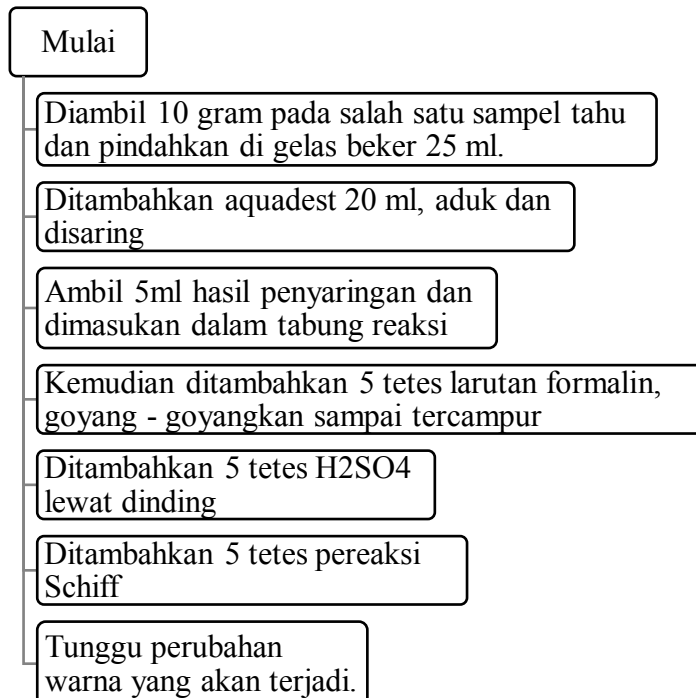 Mulai
Diambil 10 gram pada salah satu sampel tahu
dan pindahkan di gelas beker 25 ml.
Ditambahkan aquadest 20 ml, aduk dan
disaring
Ambil 5ml hasil penyaringan dan
dimasukan dalam tabung reaksi
Kemudian ditambahkan 5 tetes larutan formalin,
goyang - goyangkan sampai tercampur
Ditambahkan 5 tetes H2SO4
lewat dinding
Ditambahkan 5 tetes pereaksi
Schiff
Tunggu perubahan
warna yang akan terjadi.